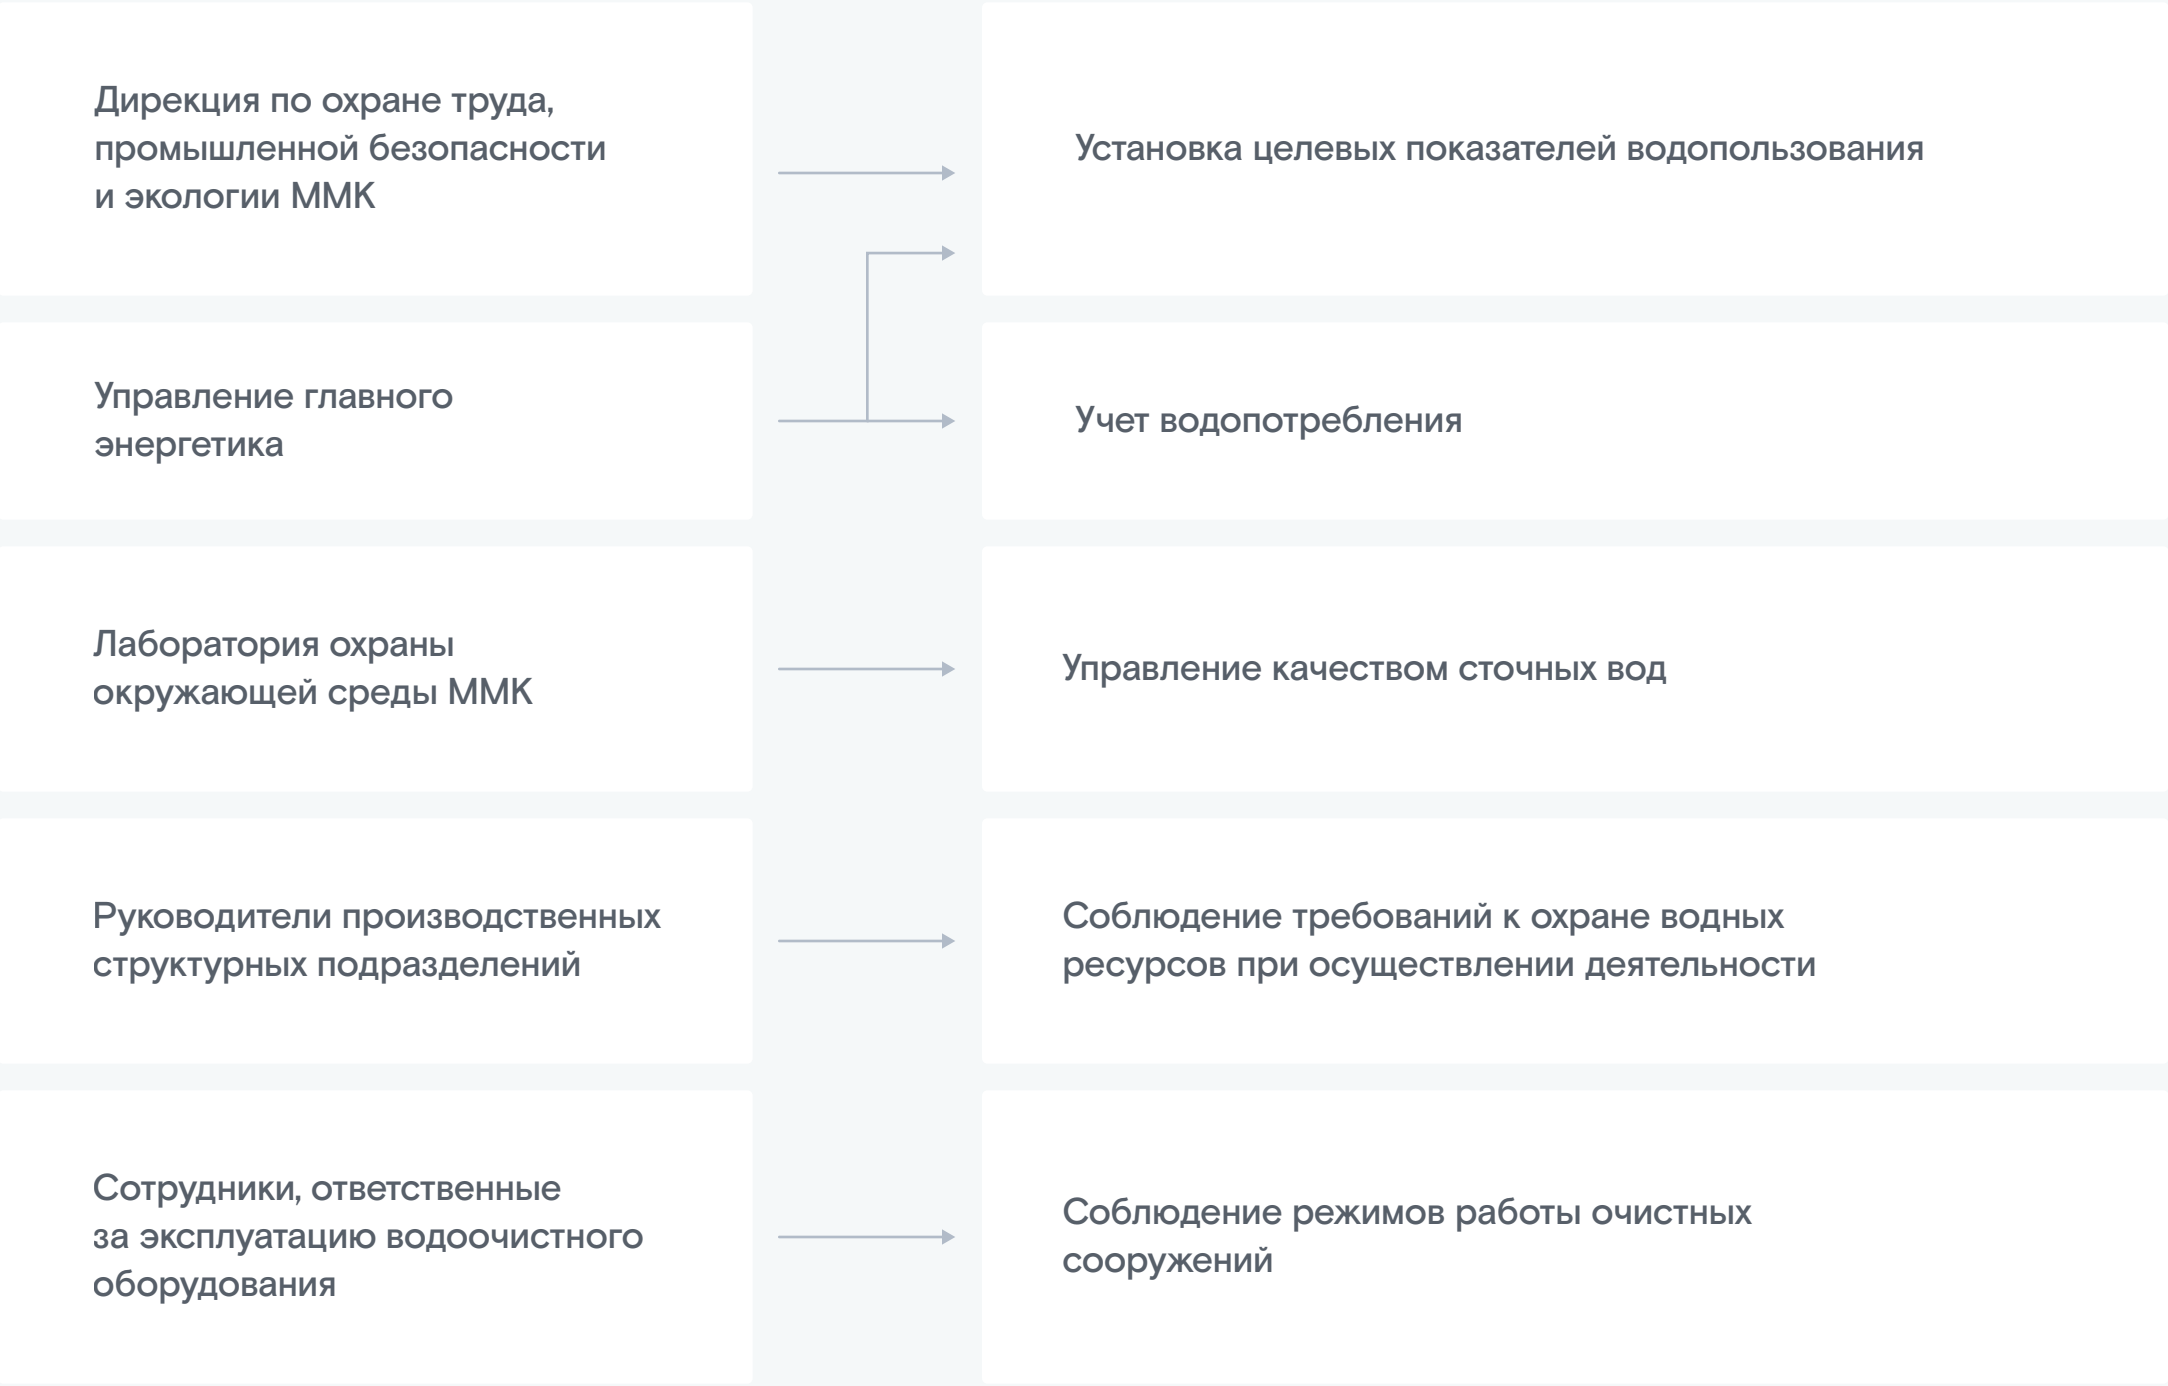 Дирекция по охране труда,
промышленной безопасности
и экологии ММК
Установка целевых показателей водопользования
Управление главного
энергетика
Учет водопотребления
Лаборатория охраны
окружающей среды ММК
Управление качеством сточных вод
Руководители производственных
структурных подразделений
Соблюдение требований к охране водных
ресурсов при осуществлении деятельности
Сотрудники, ответственные
за эксплуатацию водоочистного
оборудования
Соблюдение режимов работы очистных
сооружений